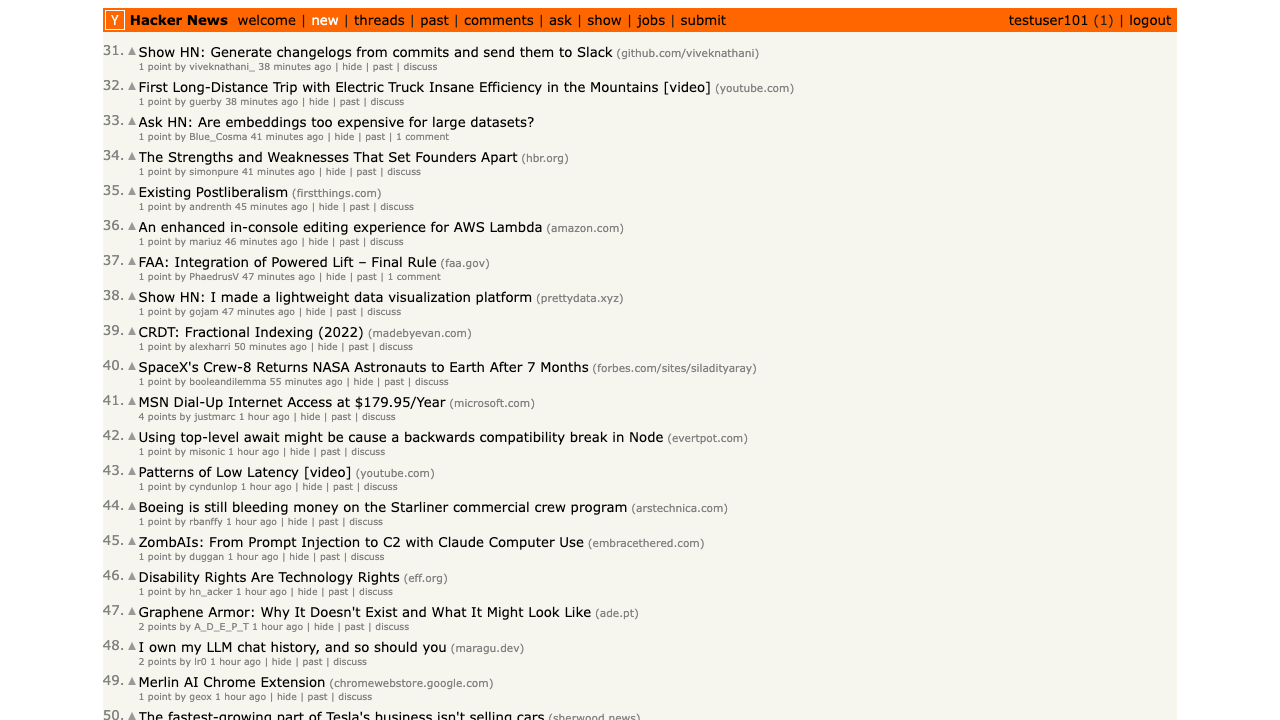 Y Hacker News welcome | new | threads | past | comments | ask | show | jobs | submit testuser101 (1) | logout
31. Show HN: Generate changelogs from commits and send them to Slack (github.com/viveknathani)
1 point by viveknathani_ 38 minutes ago | hide | past | discuss
32. First Long-Distance Trip with Electric Truck Insane Efficiency in the Mountains [video] (youtube.com)
1 point by guerby 38 minutes ago | hide | past | discuss
33. Ask HN: Are embeddings too expensive for large datasets?
1 point by Blue_Cosma 41 minutes ago | hide | past | 1 comment
34. The Strengths and Weaknesses That Set Founders Apart (hbr.org)
1 point by simonpure 41 minutes ago | hide | past | discuss
35. Existing Postliberalism (firstthings.com)
1 point by andrenth 45 minutes ago | hide | past | discuss
36. An enhanced in-console editing experience for AWS Lambda (amazon.com)
1 point by mariuz 46 minutes ago | hide | past | discuss
37. FAA: Integration of Powered Lift – Final Rule (faa.gov)
1 point by PhaedrusV 47 minutes ago | hide | past | 1 comment
38. Show HN: I made a lightweight data visualization platform (prettydata.xyz)
1 point by gojam 47 minutes ago | hide | past | discuss
39. CRDT: Fractional Indexing (2022) (madebyevan.com)
1 point by alexharri 50 minutes ago | hide | past | discuss
40. SpaceX's Crew-8 Returns NASA Astronauts to Earth After 7 Months (forbes.com/sites/siladityaray)
1 point by booleandilemma 55 minutes ago | hide | past | discuss
41. MSN Dial-Up Internet Access at $179.95/Year (microsoft.com)
4 points by justmarc 1 hour ago | hide | past | discuss
42. Using top-level await might be cause a backwards compatibility break in Node (evertpot.com)
1 point by misonic 1 hour ago | hide | past | discuss
43. Patterns of Low Latency [video] (youtube.com)
1 point by cyndunlop 1 hour ago | hide | past | discuss
44. Boeing is still bleeding money on the Starliner commercial crew program (arstechnica.com)
1 point by rbanffy 1 hour ago | hide | past | discuss
45. ZombAIs: From Prompt Injection to C2 with Claude Computer Use (embracethered.com)
1 point by duggan 1 hour ago | hide | past | discuss
46. Disability Rights Are Technology Rights (eff.org)
1 point by hn_acker 1 hour ago | hide | past | discuss
47. Graphene Armor: Why It Doesn't Exist and What It Might Look Like (ade.pt)
2 points by A_D_E_P_T 1 hour ago | hide | past | discuss
48. I own my LLM chat history, and so should you (maragu.dev)
2 points by lr0 1 hour ago | hide | past | discuss
49. Merlin AI Chrome Extension (chromewebstore.google.com)
1 point by geox 1 hour ago | hide | past | discuss
50. The fastest-growing part of Tesla's business isn't selling cars (sherwood.news)